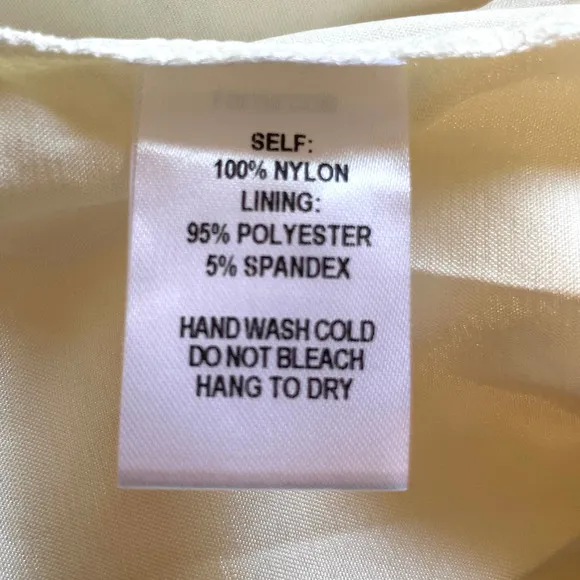 SELF:
100% NYLON
LINING:
95% POLYESTER
5% SPANDEX
HAND WASH COLD
DO NOT BLEACH
HANG TO DRY